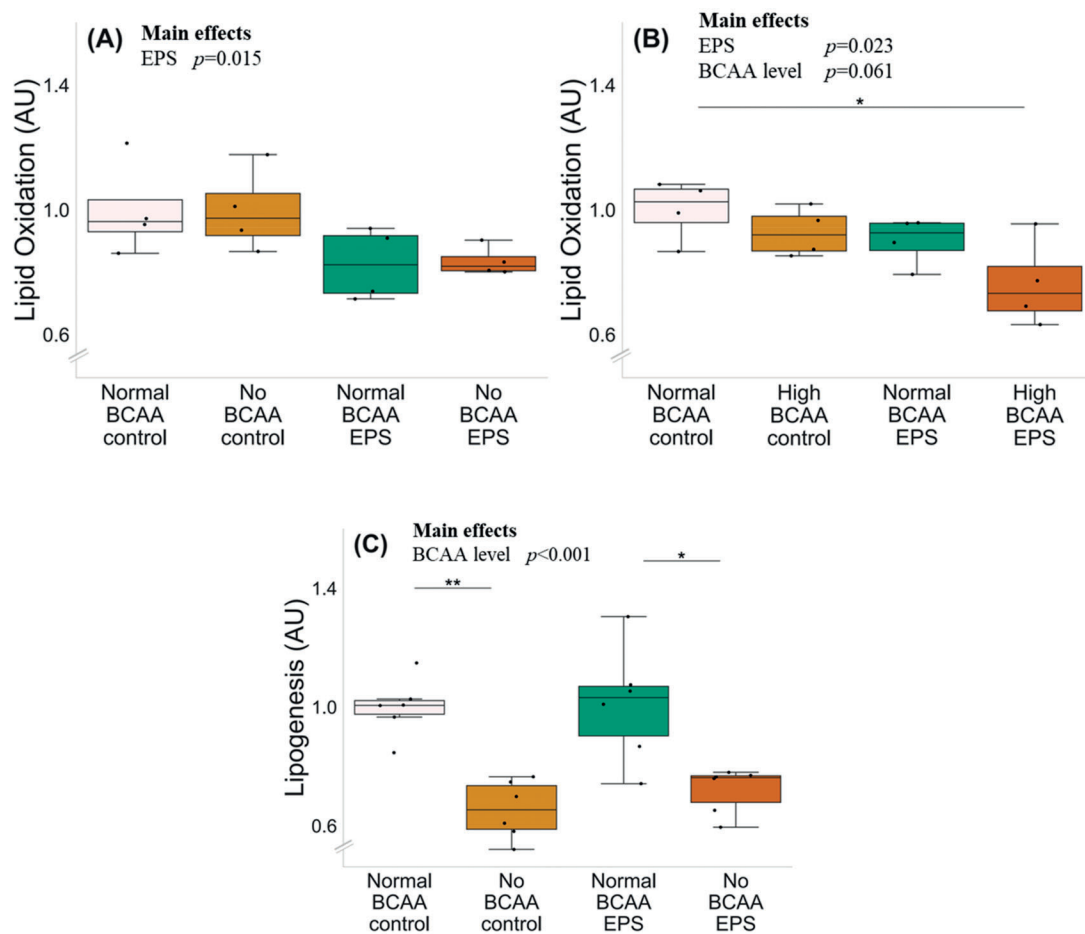 (A)
Main effects
EPS p=0.015
Lipid Oxidation (AU)
1.4
1.0
0.6
Normal BCAA control
No BCAA control
Normal BCAA EPS
No BCAA EPS
(B)
Main effects
EPS p=0.023
BCAA level p=0.061
*
Lipid Oxidation (AU)
1.4
1.0
0.6
Normal BCAA control
High BCAA control
Normal BCAA EPS
High BCAA EPS
(C)
Main effects
BCAA level p<0.001
**
*
Lipogenesis (AU)
1.4
1.0
0.6
Normal BCAA control
No BCAA control
Normal BCAA EPS
No BCAA EPS